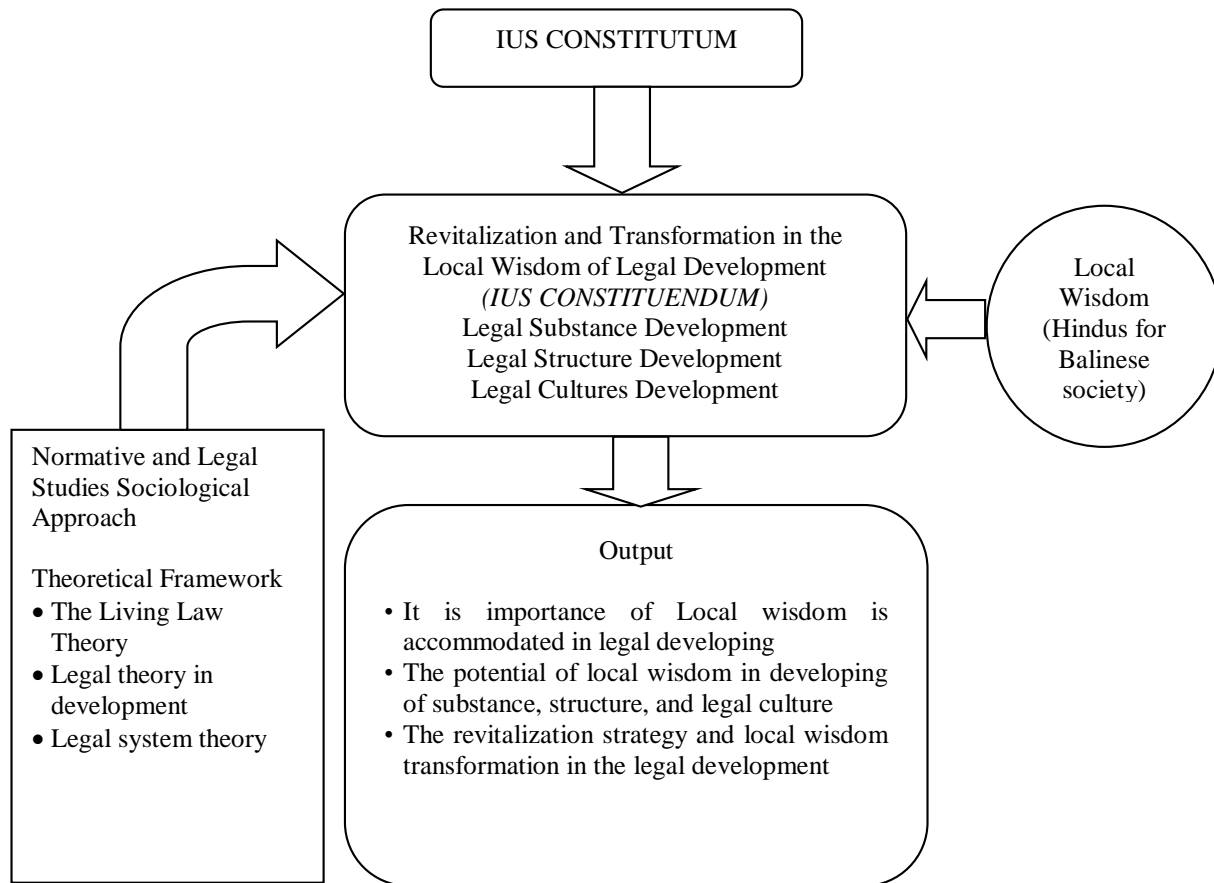 IUS CONSTITUTUM
Revitalization and Transformation in the
Local Wisdom of Legal Development
(IUS CONSTITUENDUM)
Legal Substance Development
Legal Structure Development
Legal Cultures Development
Local
Wisdom
(Hindus for
Balinese
society)
Normative and Legal
Studies Sociological
Approach
Theoretical Framework
• The Living Law
Theory
• Legal theory in
development
• Legal system theory
Output
• It is importance of Local wisdom is
accommodated in legal developing
• The potential of local wisdom in developing
of substance, structure, and legal culture
• The revitalization strategy and local wisdom
transformation in the legal development